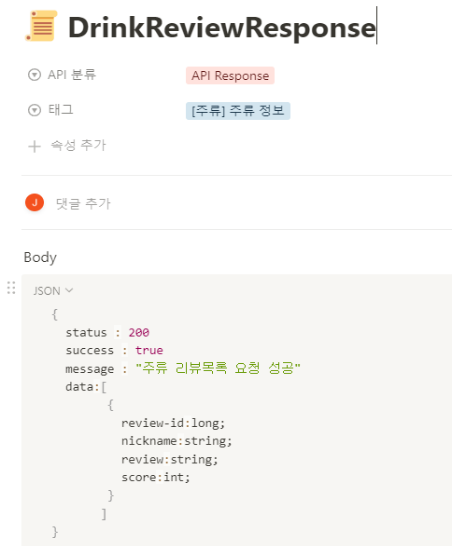 DrinkReviewResponse
API 분류 API Response
태그 [주류] 주류 정보
속성 추가
J 댓글 추가
Body
JSON
{
status : 200
success : true
message : "주류 리뷰목록 요청 성공"
data:[
{
review-id:long;
nickname:string;
review:string;
score:int;
}
]
}